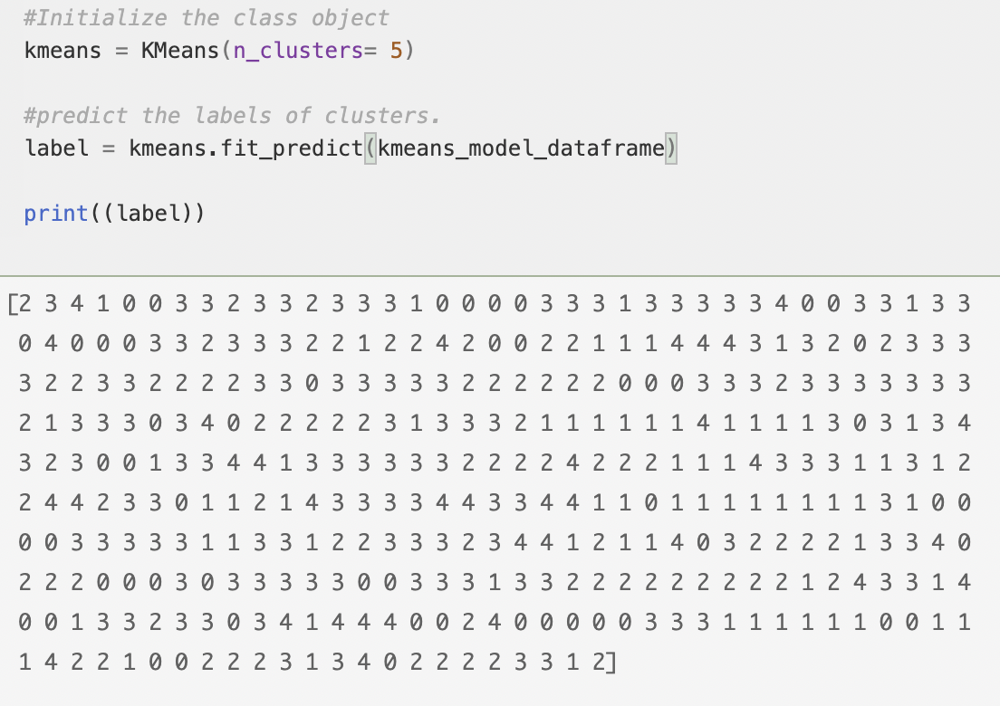 #Initialize the class object
kmeans = KMeans(n_clusters= 5)
#predict the labels of clusters.
label = kmeans.fit_predict(kmeans_model_dataframe)
print((label))
[2 3 4 1 0 0 3 3 2 3 3 2 3 3 3 1 0 0 0 0 3 3 3 1 3 3 3 3 3 4 0 0 3 3 1 3 3
0 4 0 0 0 3 3 2 3 3 3 2 2 1 2 2 4 2 0 0 2 2 1 1 1 4 4 4 3 1 3 2 0 2 3 3 3
3 2 2 3 3 2 2 2 2 3 3 0 3 3 3 3 3 2 2 2 2 2 2 0 0 0 3 3 3 2 3 3 3 3 3 3 3
2 1 3 3 3 0 3 4 0 2 2 2 2 2 3 1 3 3 3 2 1 1 1 1 1 1 4 1 1 1 1 3 0 3 1 3 4
3 2 3 0 0 1 3 3 4 4 1 3 3 3 3 3 3 2 2 2 2 4 2 2 2 1 1 1 4 3 3 3 1 1 3 1 2
2 4 4 2 3 3 0 1 1 2 1 4 3 3 3 3 4 4 3 3 4 4 1 1 0 1 1 1 1 1 1 1 1 3 1 0 0
0 0 3 3 3 3 3 1 1 3 3 1 2 2 3 3 3 2 3 4 4 1 2 1 1 4 0 3 2 2 2 2 1 3 3 4 0
2 2 2 0 0 0 3 0 3 3 3 3 3 0 0 3 3 3 1 3 3 2 2 2 2 2 2 2 2 2 1 2 4 3 3 1 4
0 0 1 3 3 2 3 3 0 3 4 1 4 4 4 0 0 2 4 0 0 0 0 0 3 3 3 1 1 1 1 1 1 0 0 1 1
1 4 2 2 1 0 0 2 2 2 3 1 3 4 0 2 2 2 2 3 3 1 2]